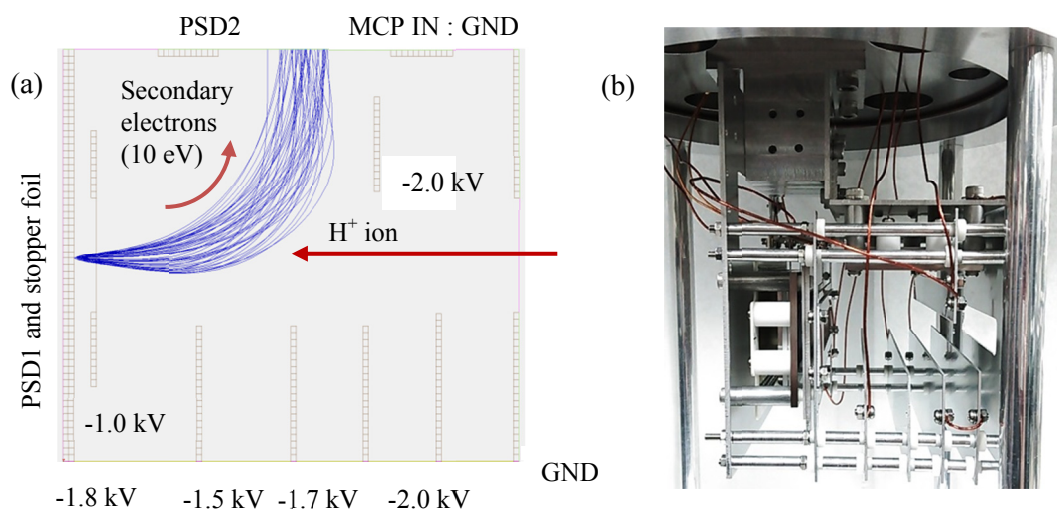 PSD2
MCP IN : GND
(a)
(b)
Secondary
electrons
(10 eV)
-2.0 kV
H+ ion
PSD1 and stopper foil
-1.0 kV
GND
-1.8 kV
-1.5 kV
-1.7 kV
-2.0 kV